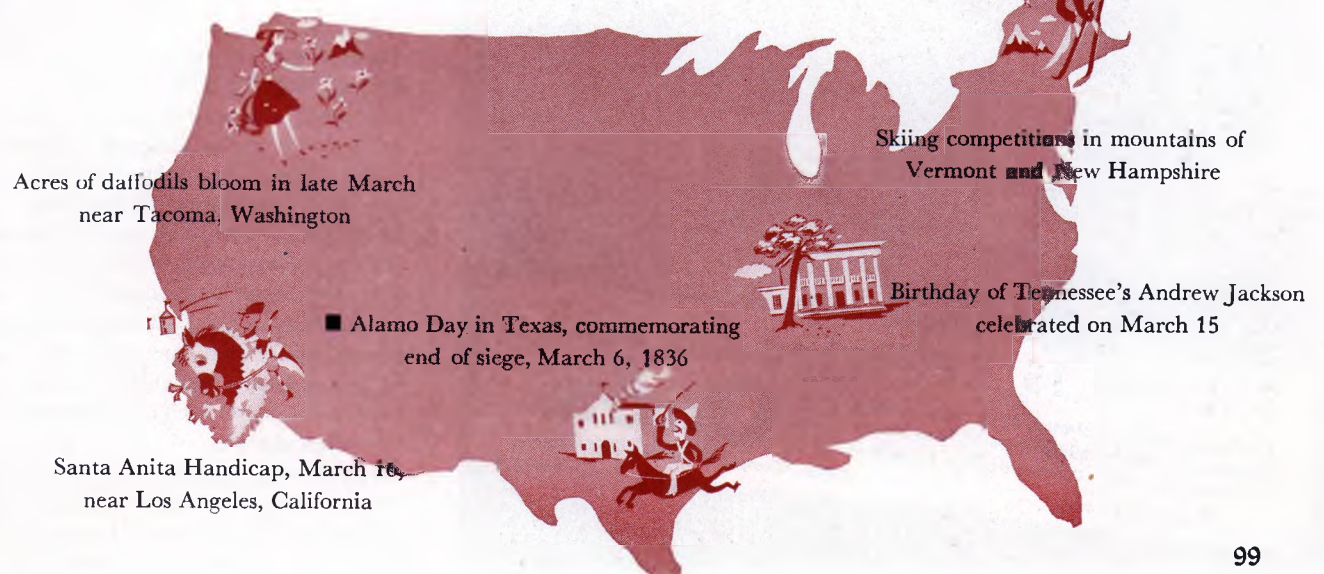 Acres of daffodils bloom in late March
near Tacoma, Washington
Skiing competitions in mountains of
Vermont and New Hampshire
Birthday of Tennessee's Andrew Jackson
celebrated on March 15
Alamo Day in Texas, commemorating
end of siege, March 6, 1836
Santa Anita Handicap, March
near Los Angeles, California
99